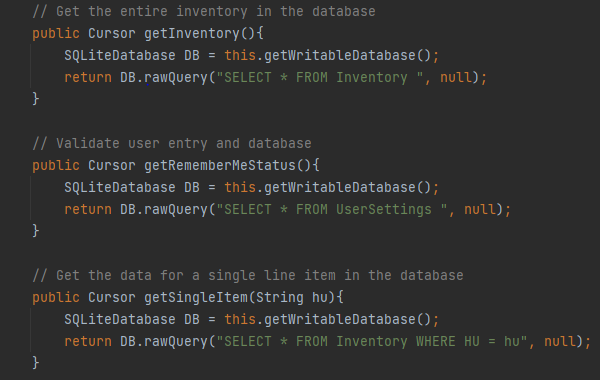 // Get the entire inventory in the database
public Cursor getInventory(){
SQLiteDatabase DB = this.getWritableDatabase();
return DB.rawQuery("SELECT * FROM Inventory ", null);
}
// Validate user entry and database
public Cursor getRememberMeStatus(){
SQLiteDatabase DB = this.getWritableDatabase();
return DB.rawQuery("SELECT * FROM UserSettings ", null);
}
// Get the data for a single line item in the database
public Cursor getSingleItem(String hu){
SQLiteDatabase DB = this.getWritableDatabase();
return DB.rawQuery("SELECT * FROM Inventory WHERE HU = hu", null);
}